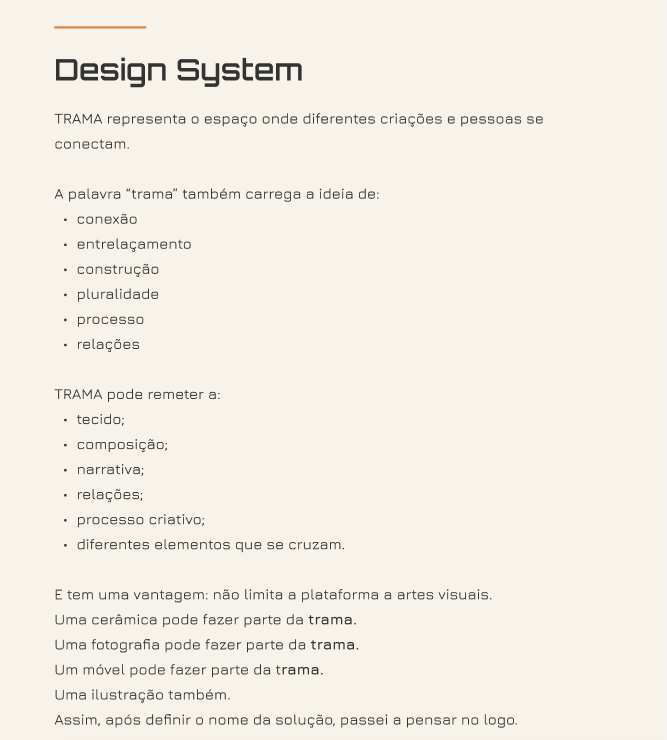 Design System
TRAMA representa o espaço onde diferentes criações e pessoas se
conectam.
A palavra “trama” também carrega a ideia de:
• conexão
• entrelaçamento
• construção
• pluralidade
• processo
• relações
TRAMA pode remeter a:
• tecido;
• composição;
• narrativa;
• relações;
• processo criativo;
• diferentes elementos que se cruzam.
E tem uma vantagem: não limita a plataforma a artes visuais.
Uma cerâmica pode fazer parte da trama.
Uma fotografia pode fazer parte da trama.
Um móvel pode fazer parte da trama.
Uma ilustração também.
Assim, após definir o nome da solução, passei a pensar no logo.